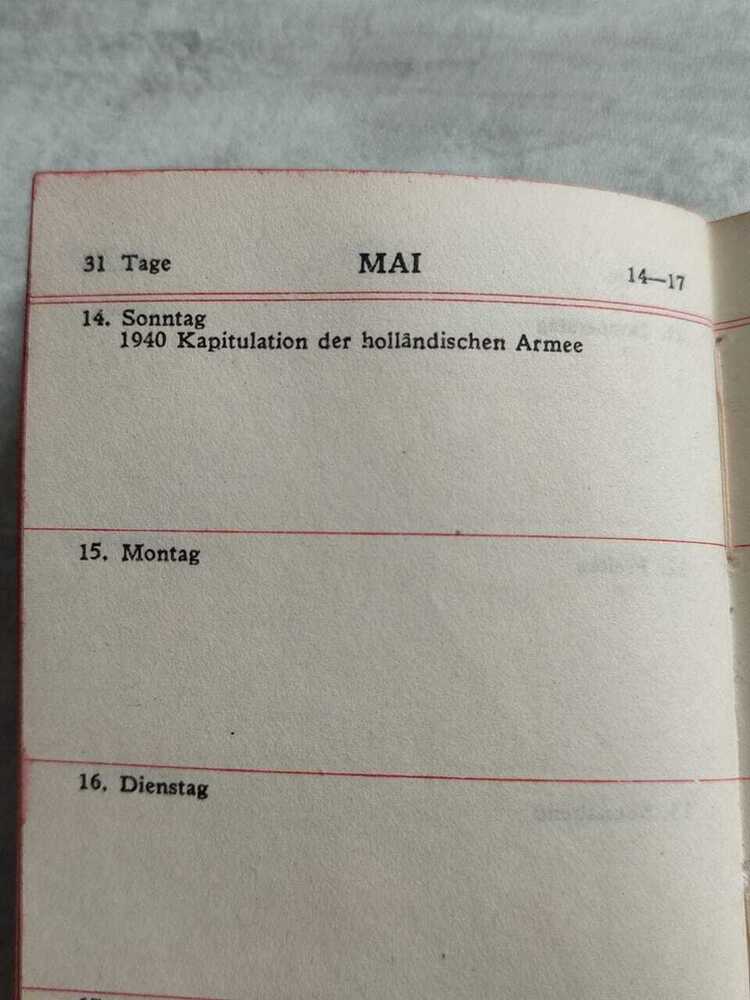 31 Tage MAI 14—17
14. Sonntag
1940 Kapitulation der holländischen Armee
15. Montag
16. Dienstag